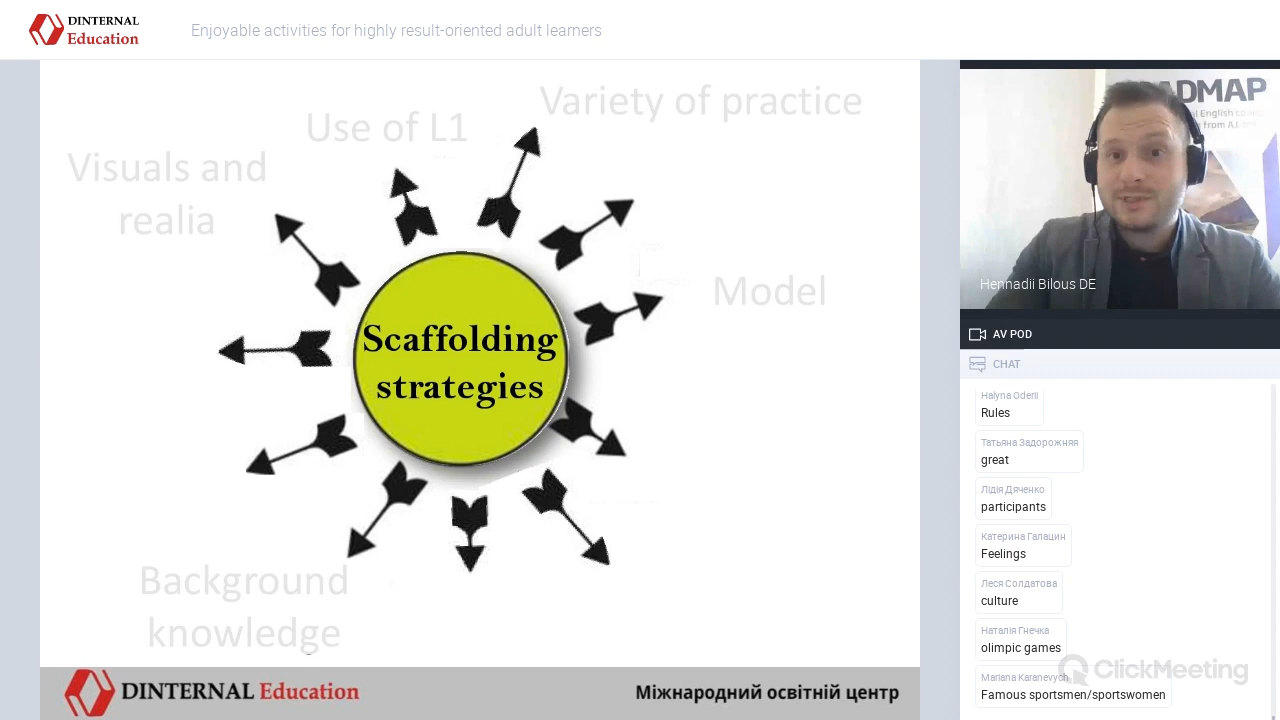 DINTERNAL
Education
Enjoyable activities for highly result-oriented adult learners
Variety of practice
Use of L1
Visuals and
realia
Model
Scaffolding
strategies
Background
knowledge
DINTERNAL Education
Міжнародний освітній центр
ADMAP
Hennadii Bilous DE
AV POD
CHAT
Halyna Oderii
Rules
Татьяна Задорожняя
great
Лідія Дяченко
participants
Катерина Галацин
Feelings
Леся Солдатова
culture
Наталія Гнечка
olimpic games
Mariana Karanevych
Famous sportsmen/sportswomen
ClickMeeting